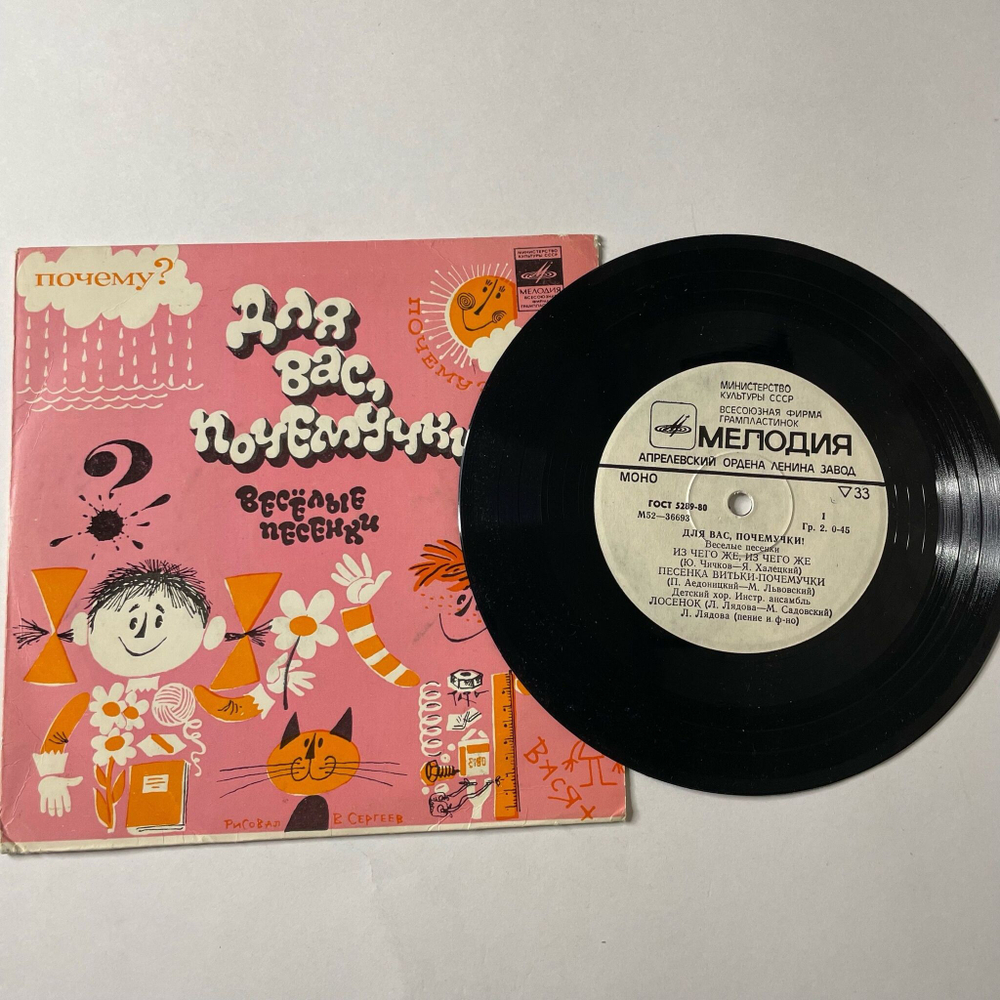 почему?
МИНИСТЕРСТВО
КУЛЬТУРЫ СССР
МЕЛОДИЯ
ВСЕСОЮЗНАЯ
ФИРМА
ГРАМПЛАСТИНОК
ПОЧЕМУ?
Для
вас,
почемучки
ВЕСЁЛЫЕ
ПЕСЕНКИ
ВАСЯ +
РИСОВАЛ В. СЕРГЕЕВ
МИНИСТЕРСТВО
КУЛЬТУРЫ СССР
ВСЕСОЮЗНАЯ ФИРМА
ГРАМПЛАСТИНОК
МЕЛОДИЯ
АПРЕЛЕВСКИЙ ОРДЕНА ЛЕНИНА ЗАВОД
МОНО
33
ГОСТ 5289-80
М52—36693
I
Гр. 2. 0-45
ДЛЯ ВАС, ПОЧЕМУЧКИ!
Веселые песенки
ИЗ ЧЕГО ЖЕ, ИЗ ЧЕГО ЖЕ
(Ю. Чичков—Я. Халецкий)
ПЕСЕНКА ВИТЬКИ-ПОЧЕМУЧКИ
(П. Аедоницкий—М. Львовский)
Детский хор. Инстр. ансамбль
ЛОСЕНОК (Л. Лядова—М. Садовский)
Л. Лядова (пение и ф-но)